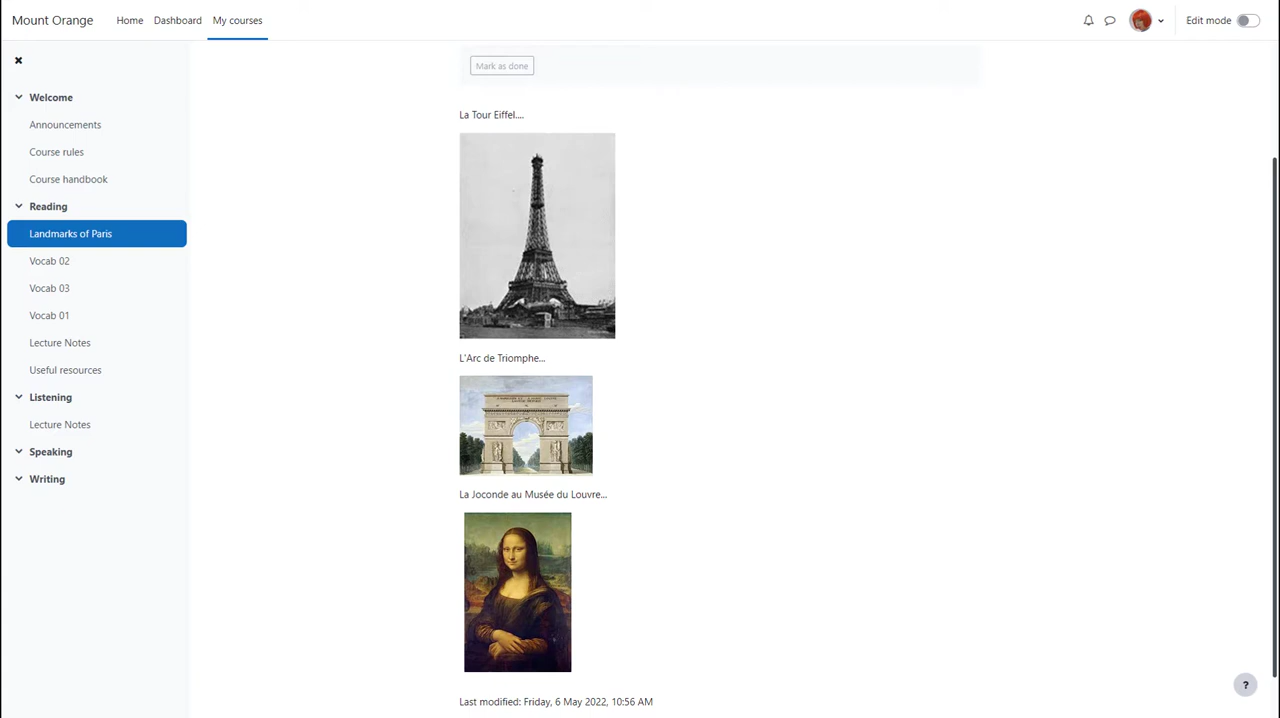 Mount Orange
Home
Dashboard
My courses
Edit mode
Welcome
Announcements
Course rules
Course handbook
Reading
Landmarks of Paris
Vocab 02
Vocab 03
Vocab 01
Lecture Notes
Useful resources
Listening
Lecture Notes
Speaking
Writing
Mark as done
La Tour Eiffel....
L'Arc de Triomphe...
La Joconde au Musée du Louvre...
Last modified: Friday, 6 May 2022, 10:56 AM
?